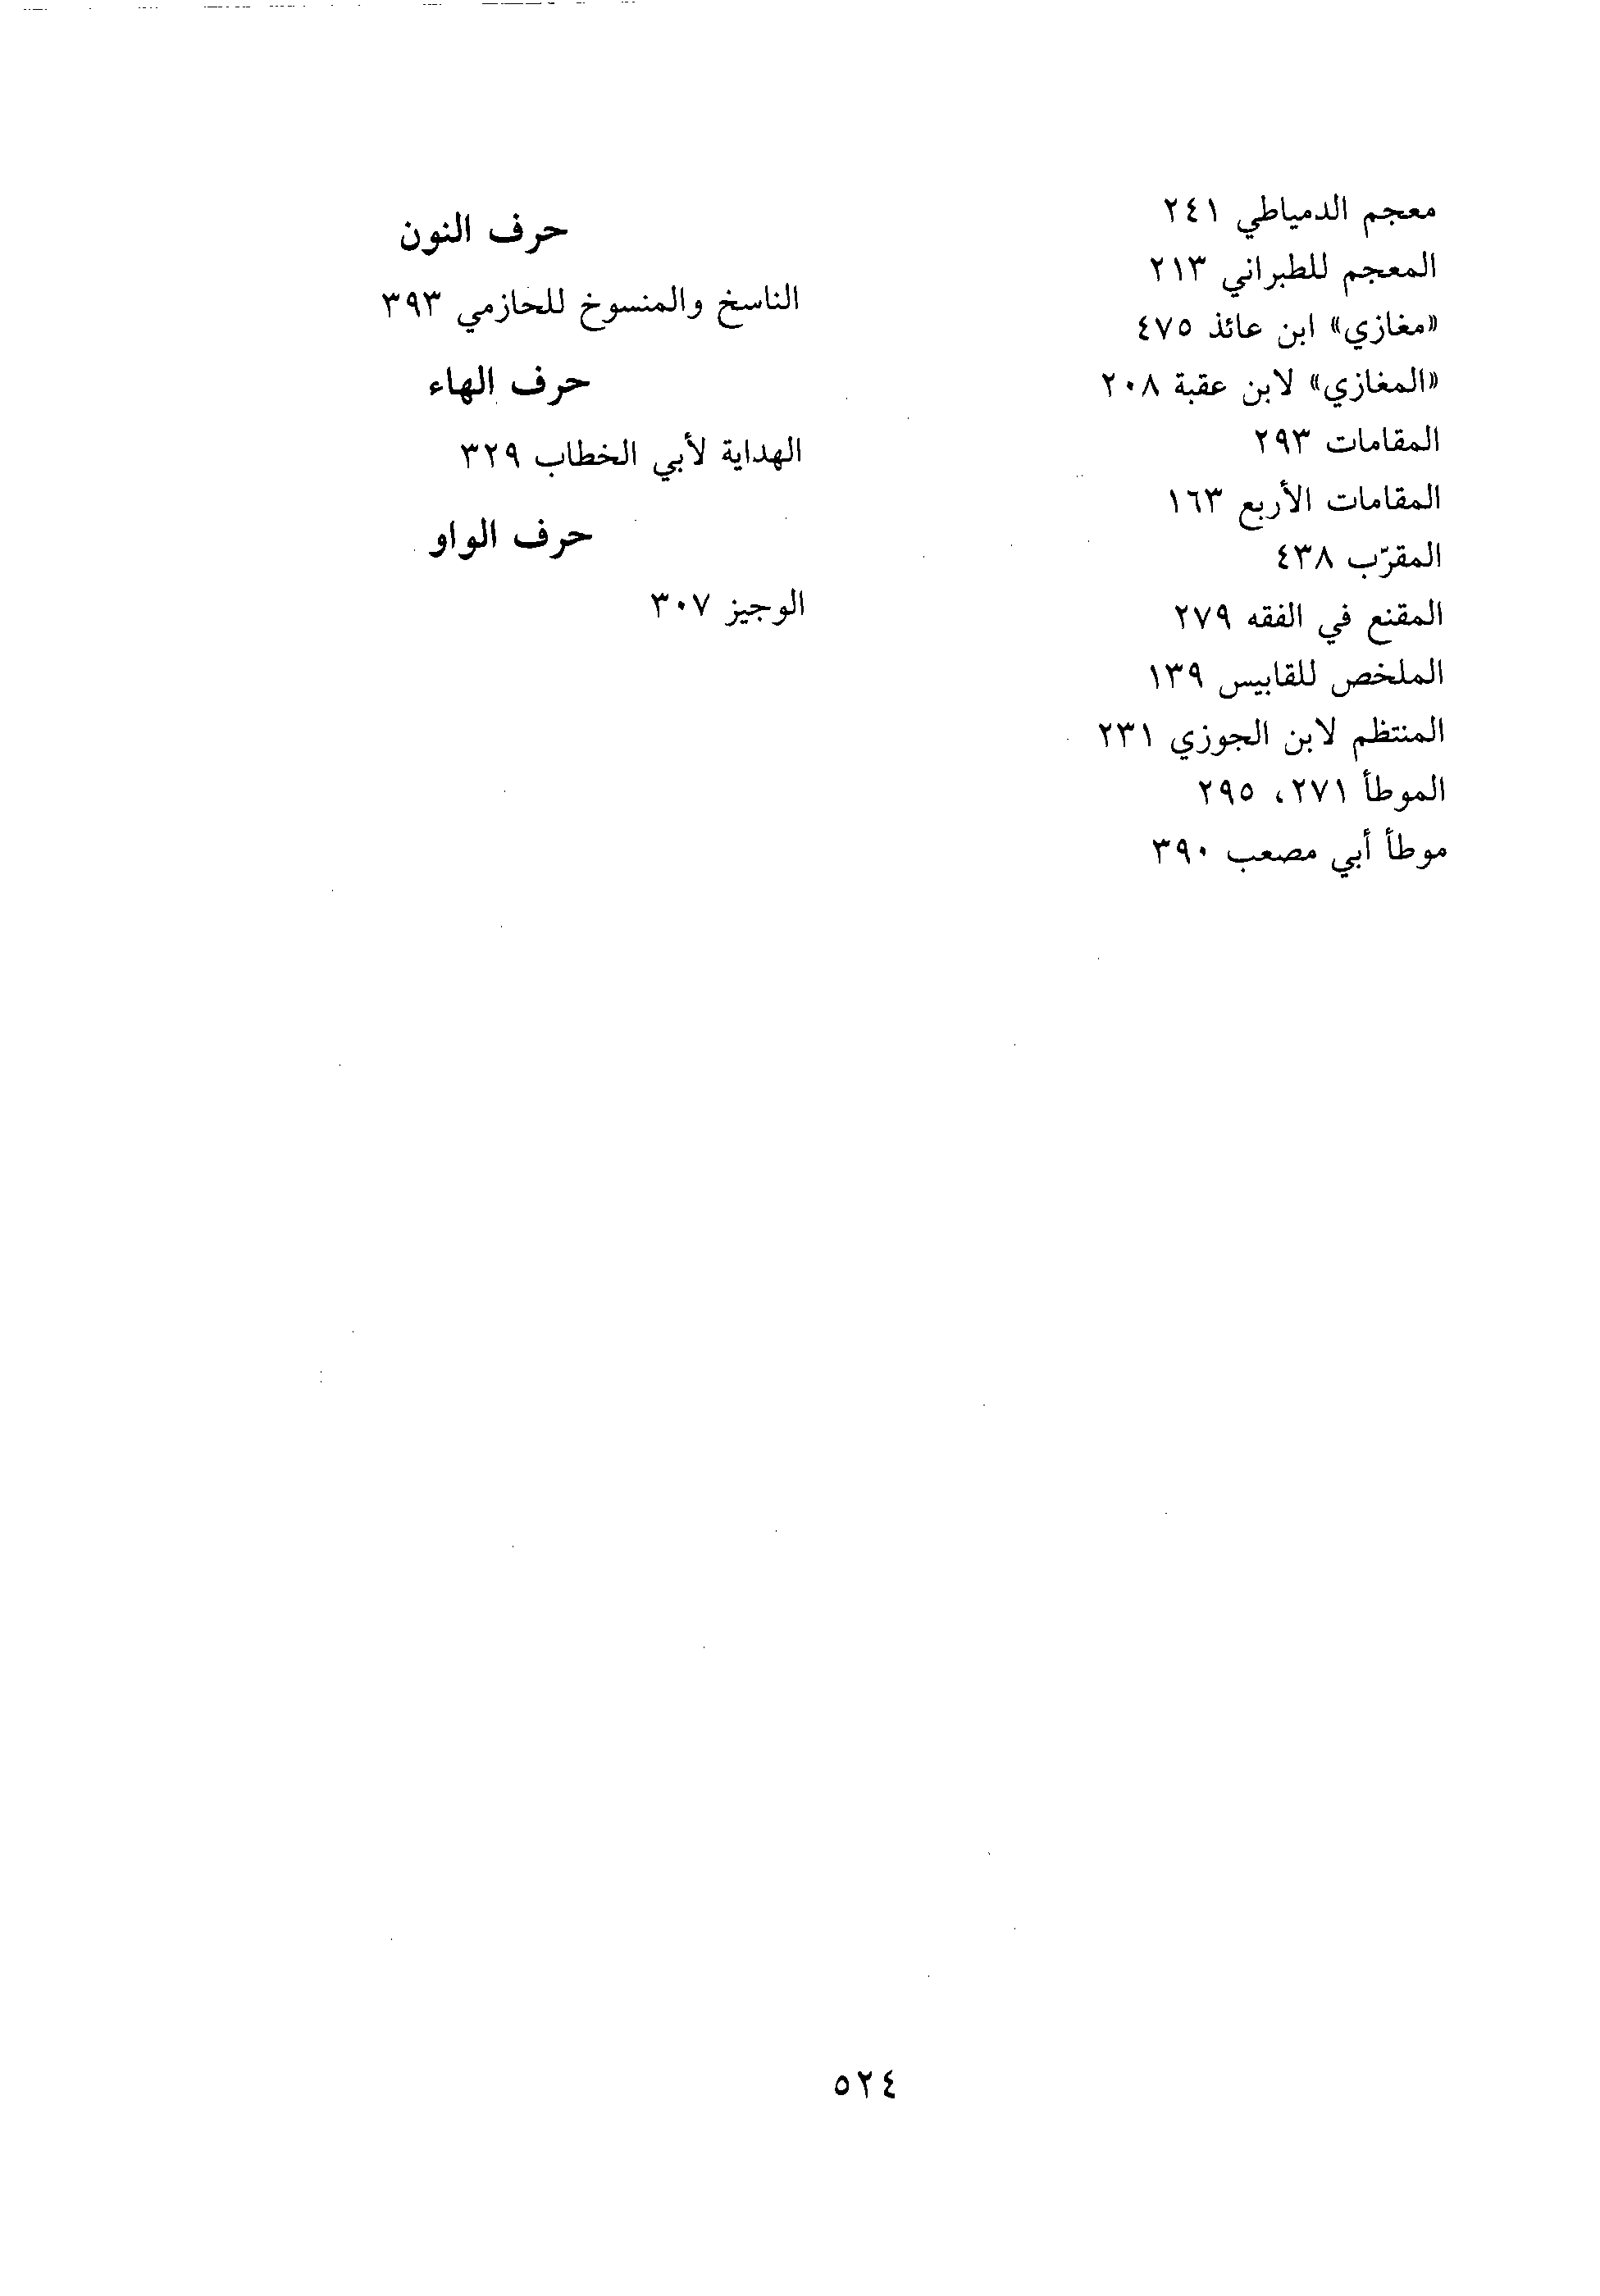 معجم الدمياطي ٢٤١
المعجم للطبراني ٢١٣
«مغازي» ابن عائذ ٤٧٥
«المغازي» لابن عقبة ٢٠٨
المقامات ٢٩٣
المقامات الأربع ١٦٣
المقرّب ٤٣٨
المقنع في الفقه ٢٧٩
الملخص للقابيس ١٣٩
المنتظم لابن الجوزي ٢٣١
الموطأ ٢٧١، ٢٩٥
موطأ أبي مصعب ٣٩٠
حرف النون
الناسخ والمنسوخ للحازمي ٣٩٣
حرف الهاء
الهداية لأبي الخطاب ٣٢٩
حرف الواو
الوجيز ٣٠٧
٥٢٤